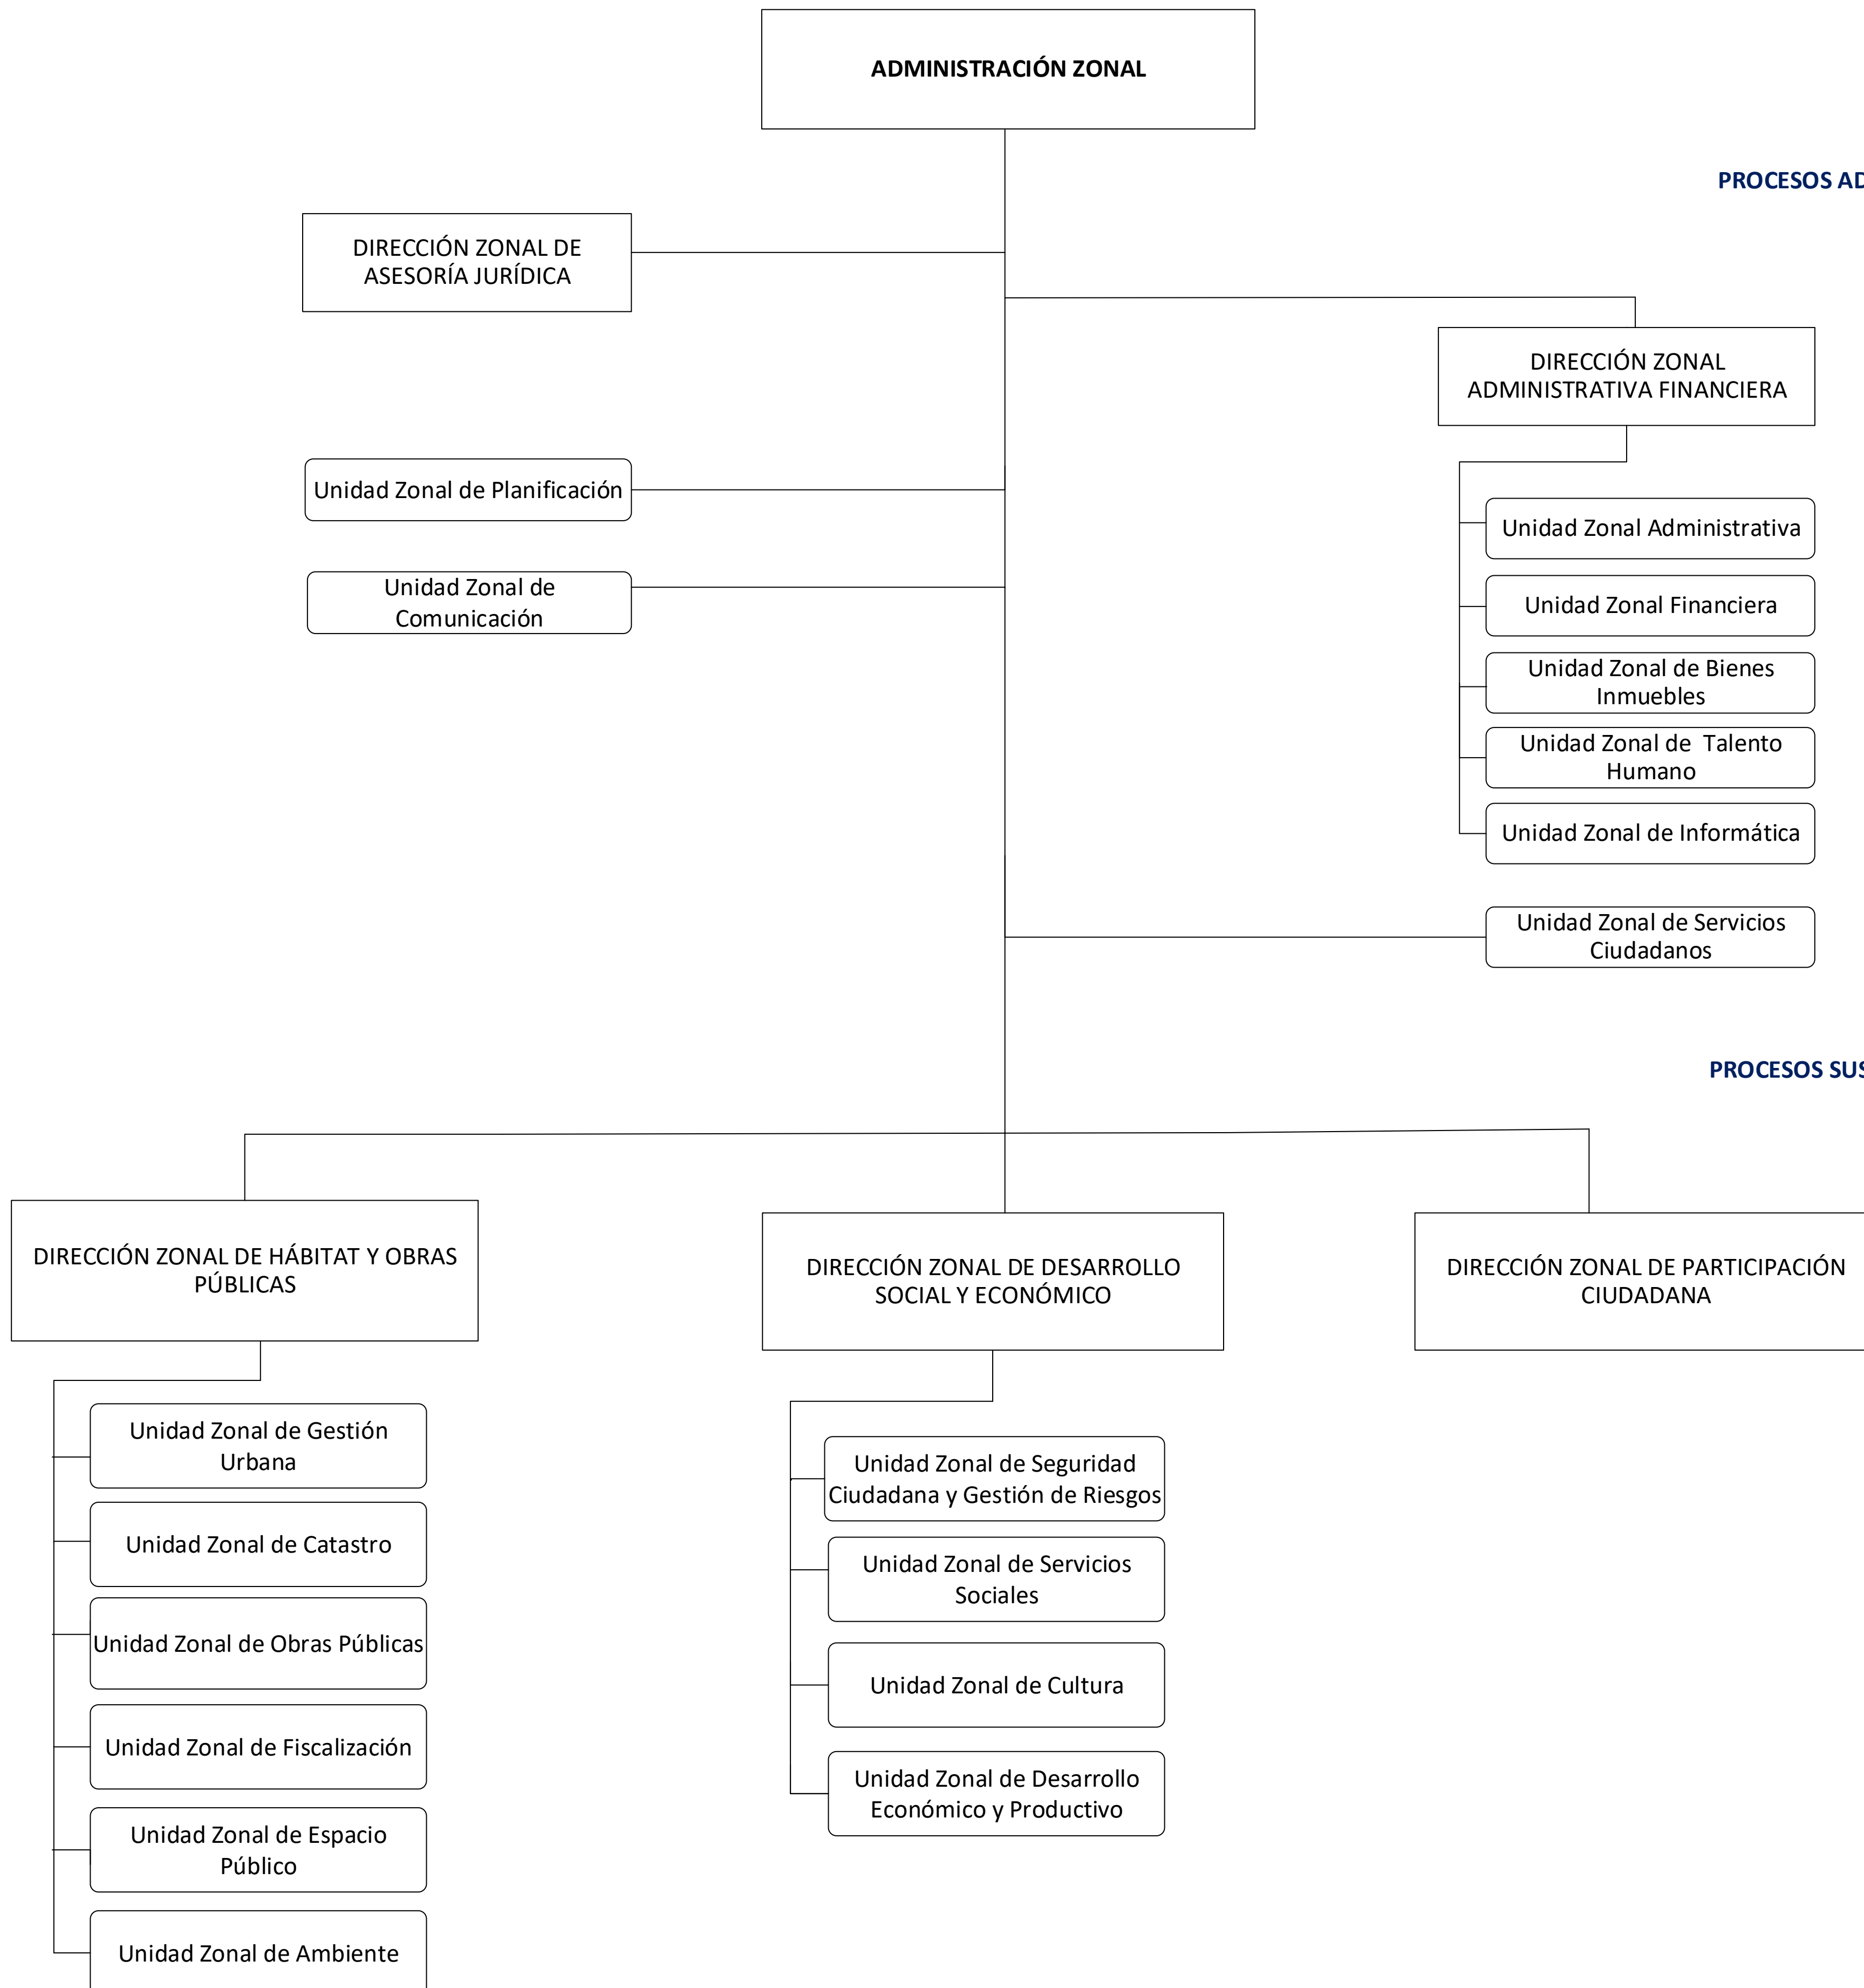 ADMINISTRACIÓN ZONAL
PROCESOS AD
DIRECCIÓN ZONAL DE
ASESORÍA JURÍDICA
DIRECCIÓN ZONAL
ADMINISTRATIVA FINANCIERA
Unidad Zonal de Planificación
Unidad Zonal de
Comunicación
Unidad Zonal Administrativa
Unidad Zonal Financiera
Unidad Zonal de Bienes
Inmuebles
Unidad Zonal de Talento
Humano
Unidad Zonal de Informática
Unidad Zonal de Servicios
Ciudadanos
PROCESOS SUS
DIRECCIÓN ZONAL DE HÁBITAT Y OBRAS
PÚBLICAS
DIRECCIÓN ZONAL DE DESARROLLO
SOCIAL Y ECONÓMICO
DIRECCIÓN ZONAL DE PARTICIPACIÓN
CIUDADANA
Unidad Zonal de Gestión
Urbana
Unidad Zonal de Catastro
Unidad Zonal de Obras Públicas
Unidad Zonal de Fiscalización
Unidad Zonal de Espacio
Público
Unidad Zonal de Ambiente
Unidad Zonal de Seguridad
Ciudadana y Gestión de Riesgos
Unidad Zonal de Servicios
Sociales
Unidad Zonal de Cultura
Unidad Zonal de Desarrollo
Económico y Productivo